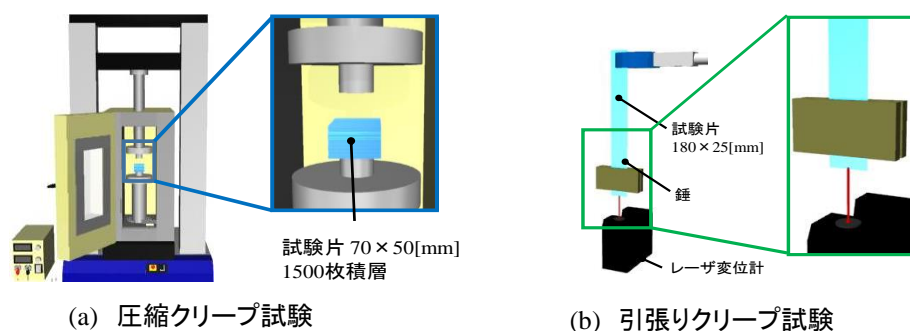 試験片 70×50[mm]
1500枚積層
(a) 圧縮クリープ試験
試験片
180×25[mm]
錘
レーザ変位計
(b) 引張りクリープ試験